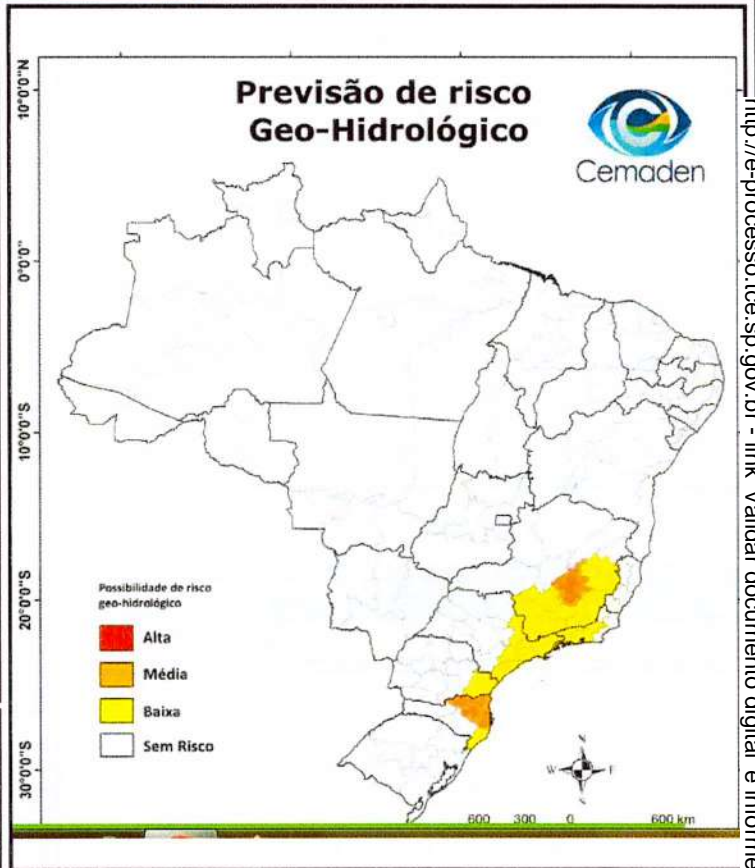 Previsão de risco
Geo-Hidrológico
Cemaden
10°0'0"N
0°0'0"
10°0'0"S
20°0'0"S
30°0'0"S
Possibilidade de risco
geo-hidrológico
Alta
Média
Baixa
Sem Risco
N
W
600 300 0 600 km
http://e-processo.tce.sp.gov.br - link Validar documento digital e informe